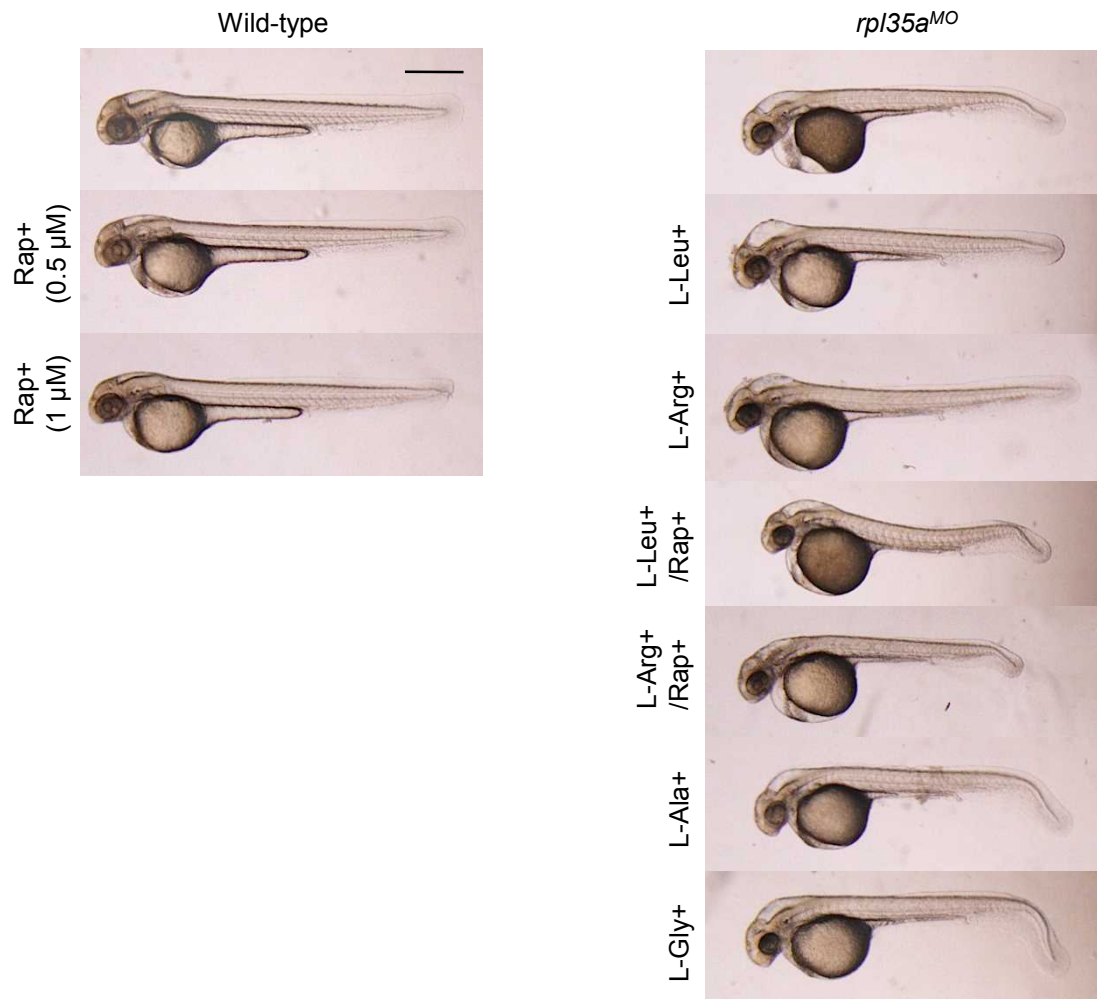 Wild-type
rpl35aMO
Rap+
(0.5 µM)
Rap+
(1 µM)
L-Leu+
L-Arg+
L-Leu+
/Rap+
L-Arg+
/Rap+
L-Ala+
L-Gly+